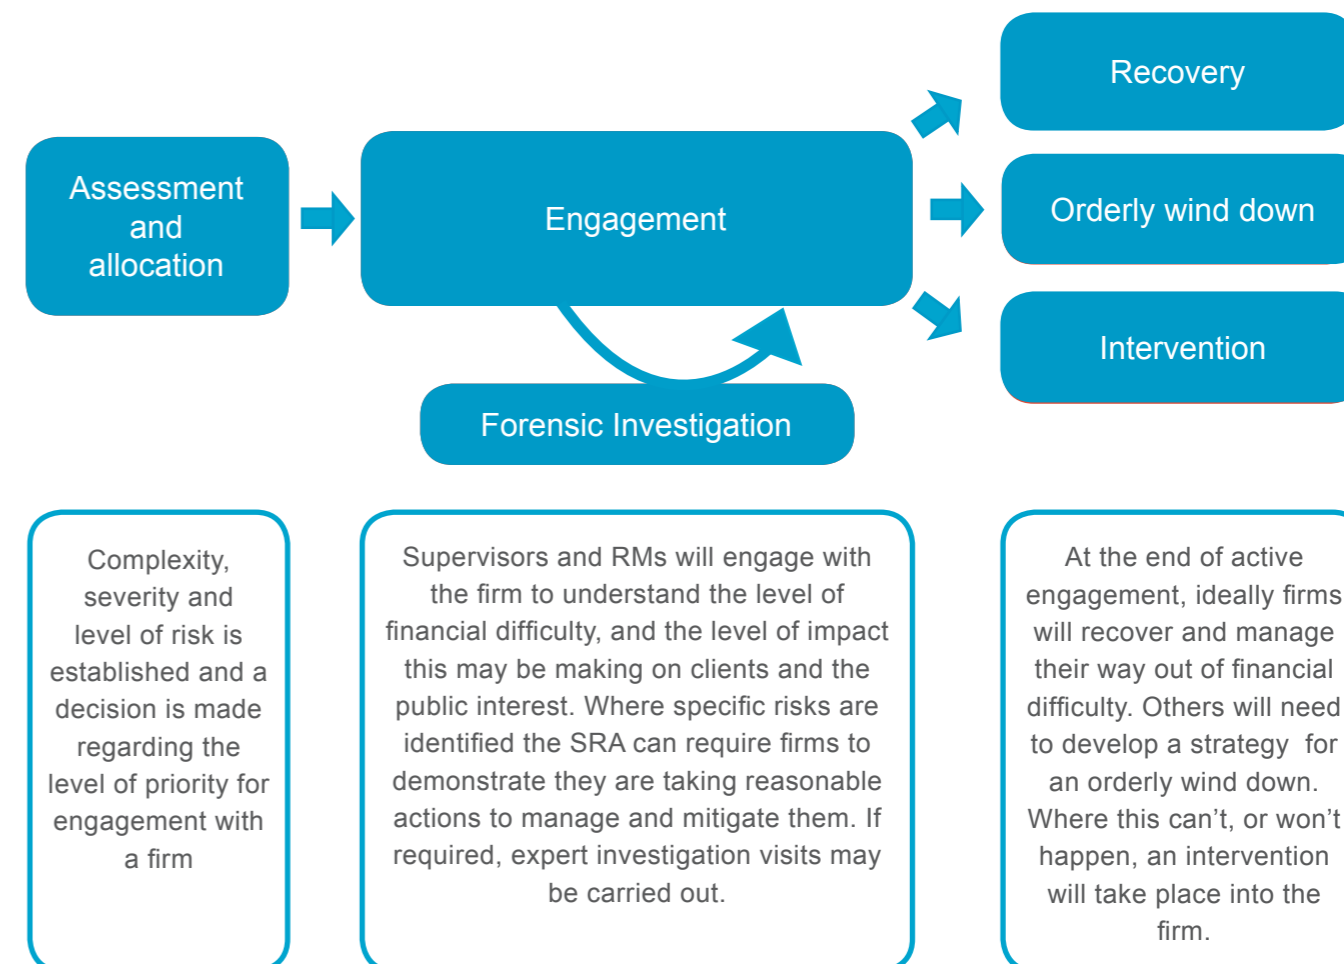 Recovery
Assessment
and
allocation
Engagement
Orderly wind down
Intervention
Forensic Investigation
Complexity,
severity and
level of risk is
established and a
decision is made
regarding the
level of priority for
engagement with
a firm
Supervisors and RMs will engage with
the firm to understand the level of
financial difficulty, and the level of impact
this may be making on clients and the
public interest. Where specific risks are
identified the SRA can require firms to
demonstrate they are taking reasonable
actions to manage and mitigate them. If
required, expert investigation visits may
be carried out.
At the end of active
engagement, ideally firms
will recover and manage
their way out of financial
difficulty. Others will need
to develop a strategy  for
an orderly wind down.
Where this can't, or won't
happen, an intervention
will take place into the
firm.